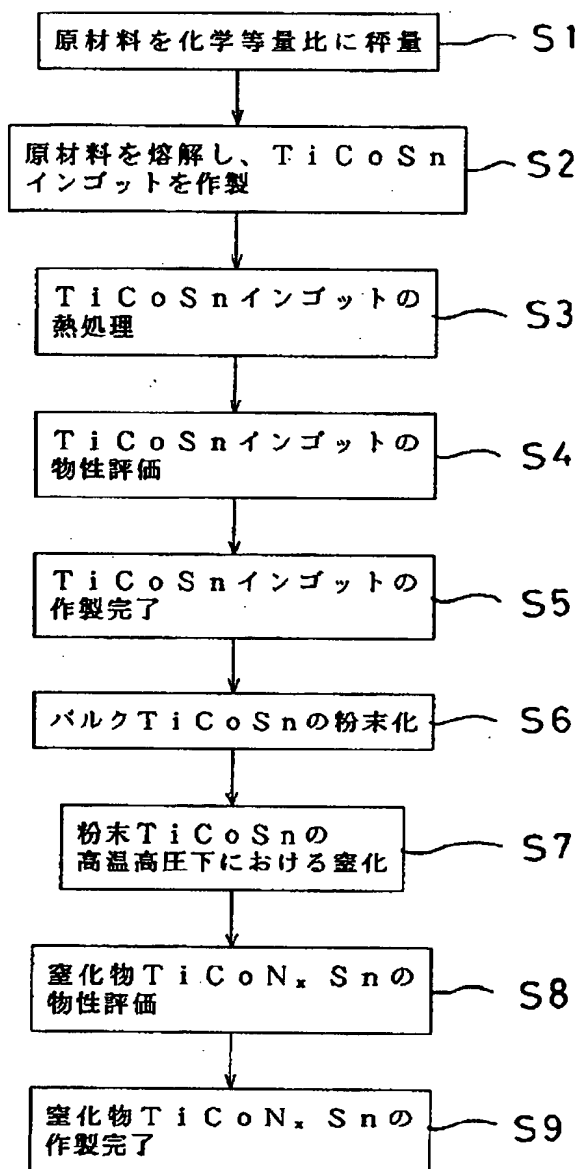 原材料を化学等量比に秤量 S1
原材料を熔解し、TiCoSn
インゴットを作製 S2
TiCoSnインゴットの
熱処理 S3
TiCoSnインゴットの
物性評価 S4
TiCoSnインゴットの
作製完了 S5
バルクTiCoSnの粉末化 S6
粉末TiCoSnの
高温高圧下における窒化 S7
窒化物TiCoNₓSnの
物性評価 S8
窒化物TiCoNₓSnの
作製完了 S9